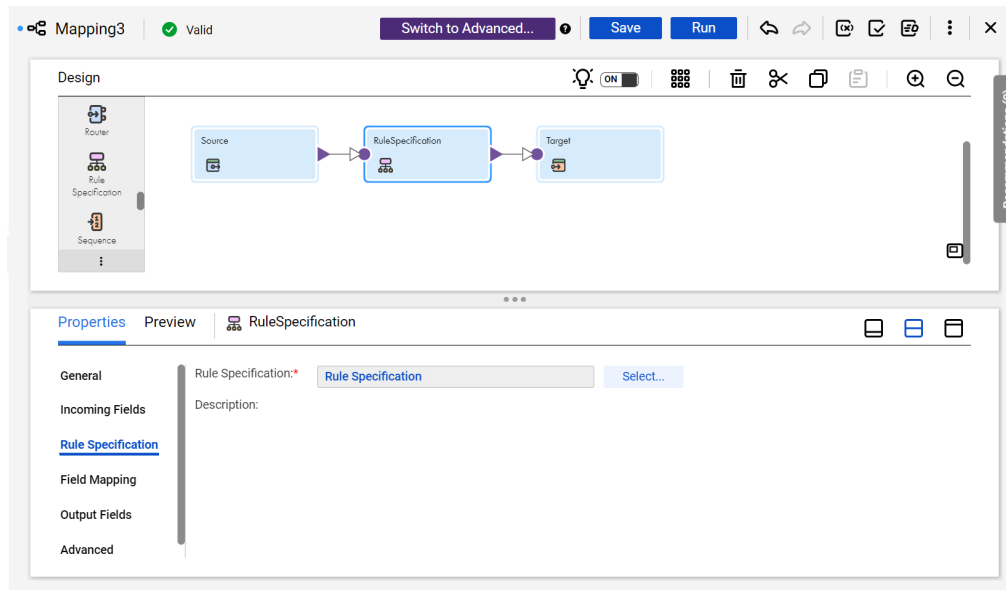 Mapping3
Valid
Switch to Advanced...
?
Save
Run
Design
ON
Router
Rule
Specification
Sequence
Source
RuleSpecification
Target
Properties
Preview
RuleSpecification
General
Incoming Fields
Rule Specification
Field Mapping
Output Fields
Advanced
Rule Specification:*
Rule Specification
Select...
Description: